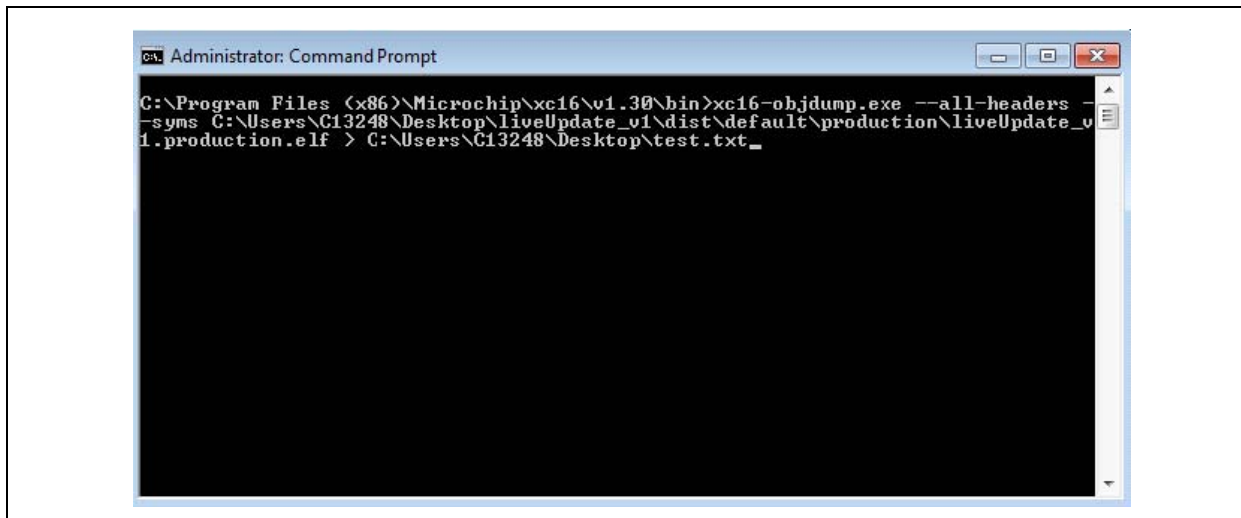 Administrator: Command Prompt
C:\Program Files (x86)\Microchip\xc16\v1.30\bin>xc16-objdump.exe --all-headers -
-syms C:\Users\C13248\Desktop\liveUpdate_v1\dist\default\production\liveUpdate_v
1.production.elf > C:\Users\C13248\Desktop\test.txt_